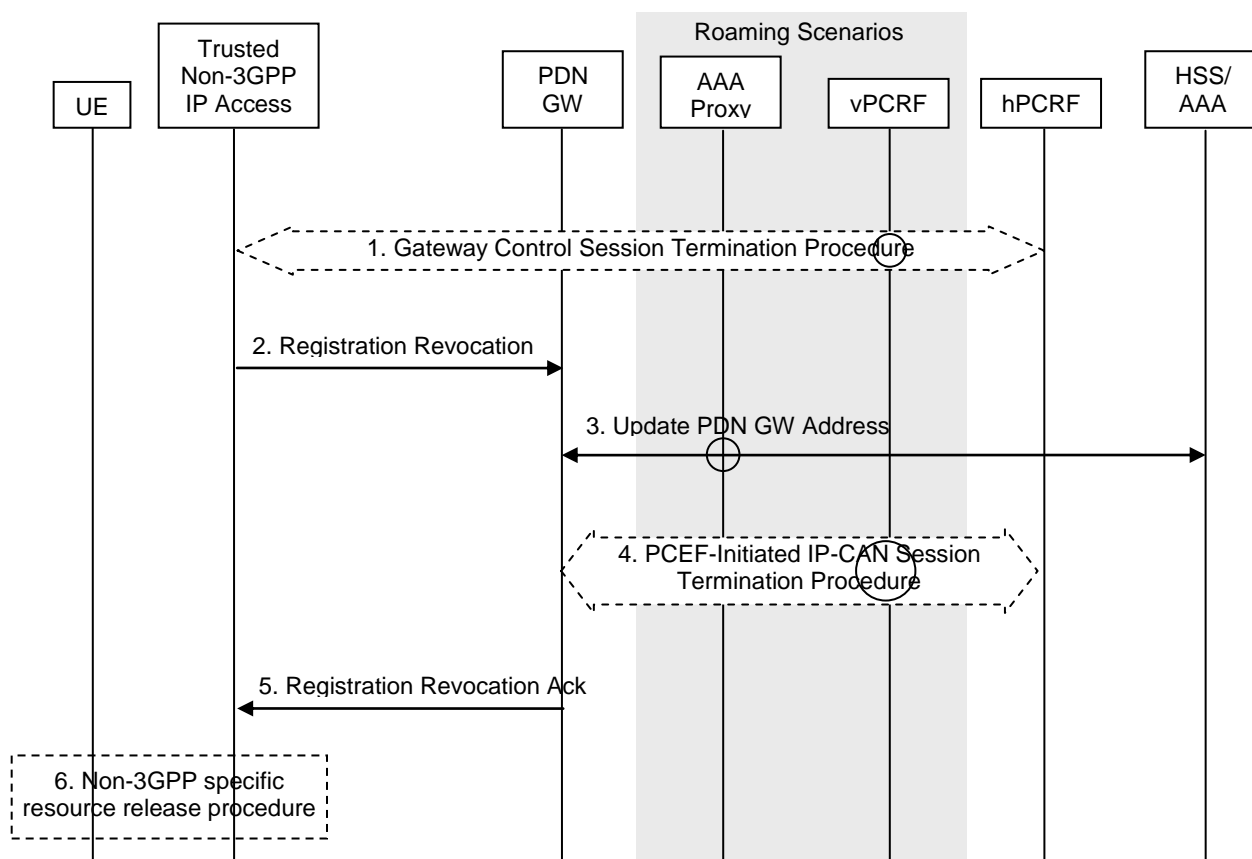 Roaming Scenarios
UE
Trusted
Non-3GPP
IP Access
PDN
GW
AAA
Proxy
vPCRF
hPCRF
HSS/
AAA
1. Gateway Control Session Termination Procedure
2. Registration Revocation
3. Update PDN GW Address
4. PCEF-Initiated IP-CAN Session
Termination Procedure
5. Registration Revocation Ack
6. Non-3GPP specific
resource release procedure